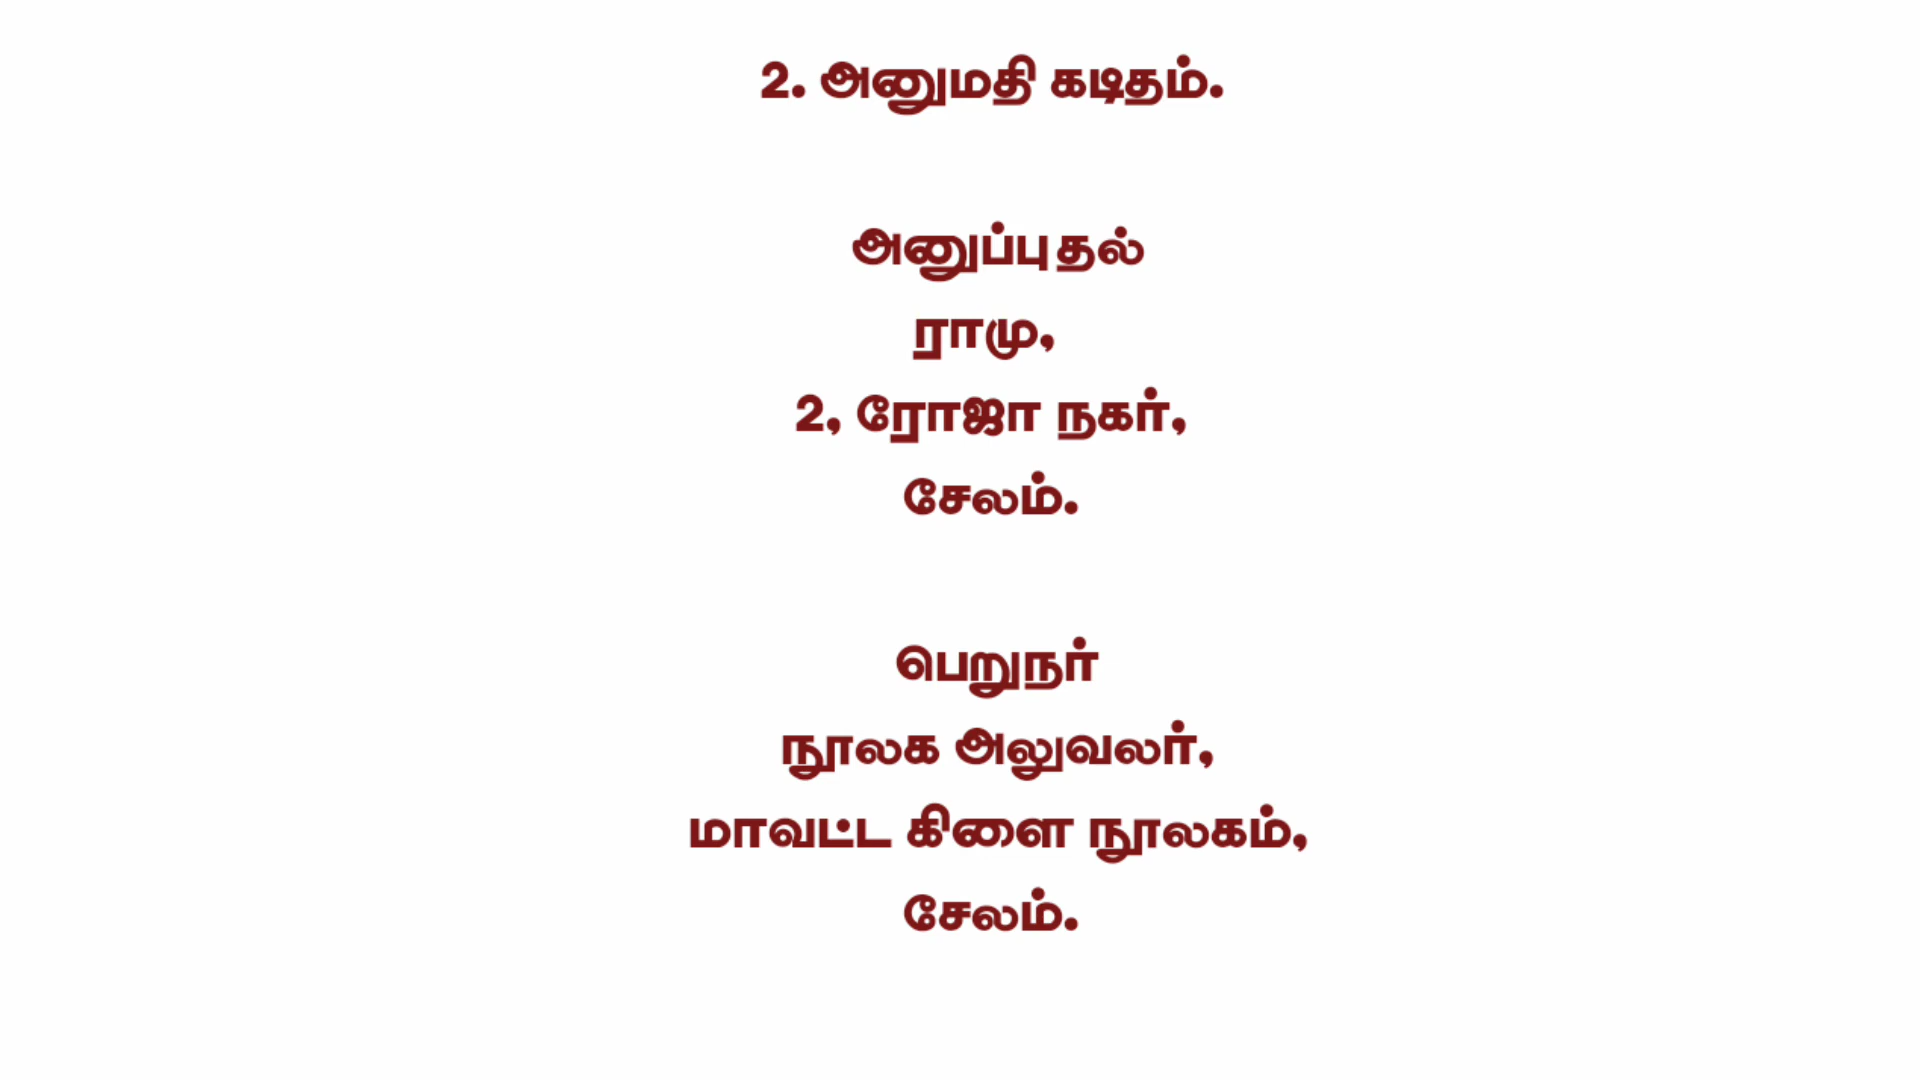 2. அனுமதி கடிதம்.
அனுப்புதல்
ராமு,
2, ரோஜா நகர்,
சேலம்.
பெறுநர்
நூலக அலுவலர்,
மாவட்ட கிளை நூலகம்,
சேலம்.